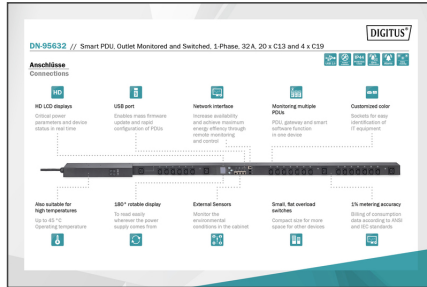 DIGITUS®
DN-95632 // Smart PDU, Outlet Monitored and Switched, 1-Phase, 32 A, 20 x C13 and 4 x C19
Anschlüsse
Connections
HD
HD LCD displays
Critical power
parameters and device
status in real time
USB port
Enable mass firmware
update and rapid
configuration of PDUs
Network interface
Increase availability
and achieve maximum
energy effiency through
remote monitoring
and control
Monitoring multiple
PDUs
PDU, gateway and smart
software function
in one device
Customized color
Sockets for easy
identification of
IT equipment
Also suitable for
high temperatures
Up to 45 °C
Operating temperature
180° rotable display
To read easily
wherever the power
supply comes from
External Sensors
Monitor the
environmental
conditions in the cabinet
Small, flat overload
switches
Compact size for more
space for other devices
1% metering accuracy
Billing of consumption
data according to ANSI
and IEC standards